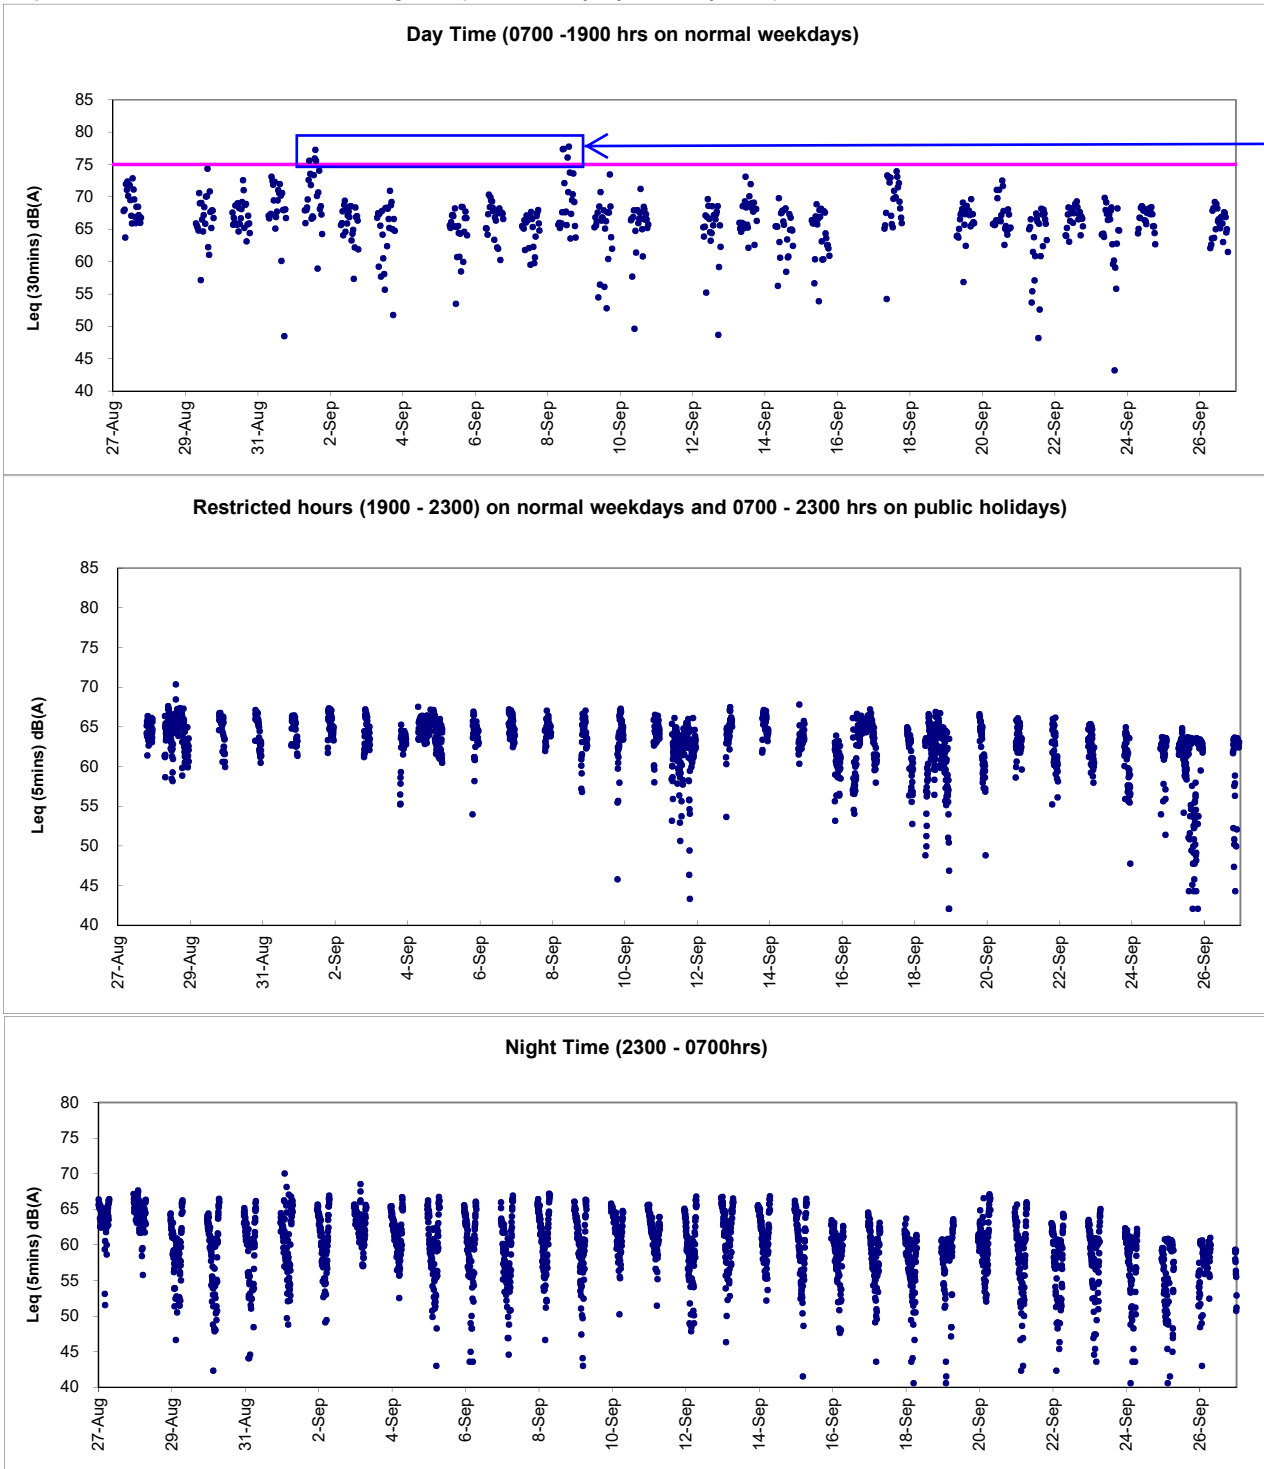 Day Time (0700 -1900 hrs on normal weekdays)
85
80
75
70
65
60
55
50
45
40
Leq (30mins) dB(A)
27-Aug
29-Aug
31-Aug
2-Sep
4-Sep
6-Sep
8-Sep
10-Sep
12-Sep
14-Sep
16-Sep
18-Sep
20-Sep
22-Sep
24-Sep
26-Sep
Restricted hours (1900 - 2300) on normal weekdays and 0700 - 2300 hrs on public holidays)
85
80
75
70
65
60
55
50
45
40
Leq (5mins) dB(A)
27-Aug
29-Aug
31-Aug
2-Sep
4-Sep
6-Sep
8-Sep
10-Sep
12-Sep
14-Sep
16-Sep
18-Sep
20-Sep
22-Sep
24-Sep
26-Sep
Night Time (2300 - 0700hrs)
80
75
70
65
60
55
50
45
40
Leq (5mins) dB(A)
27-Aug
29-Aug
31-Aug
2-Sep
4-Sep
6-Sep
8-Sep
10-Sep
12-Sep
14-Sep
16-Sep
18-Sep
20-Sep
22-Sep
24-Sep
26-Sep